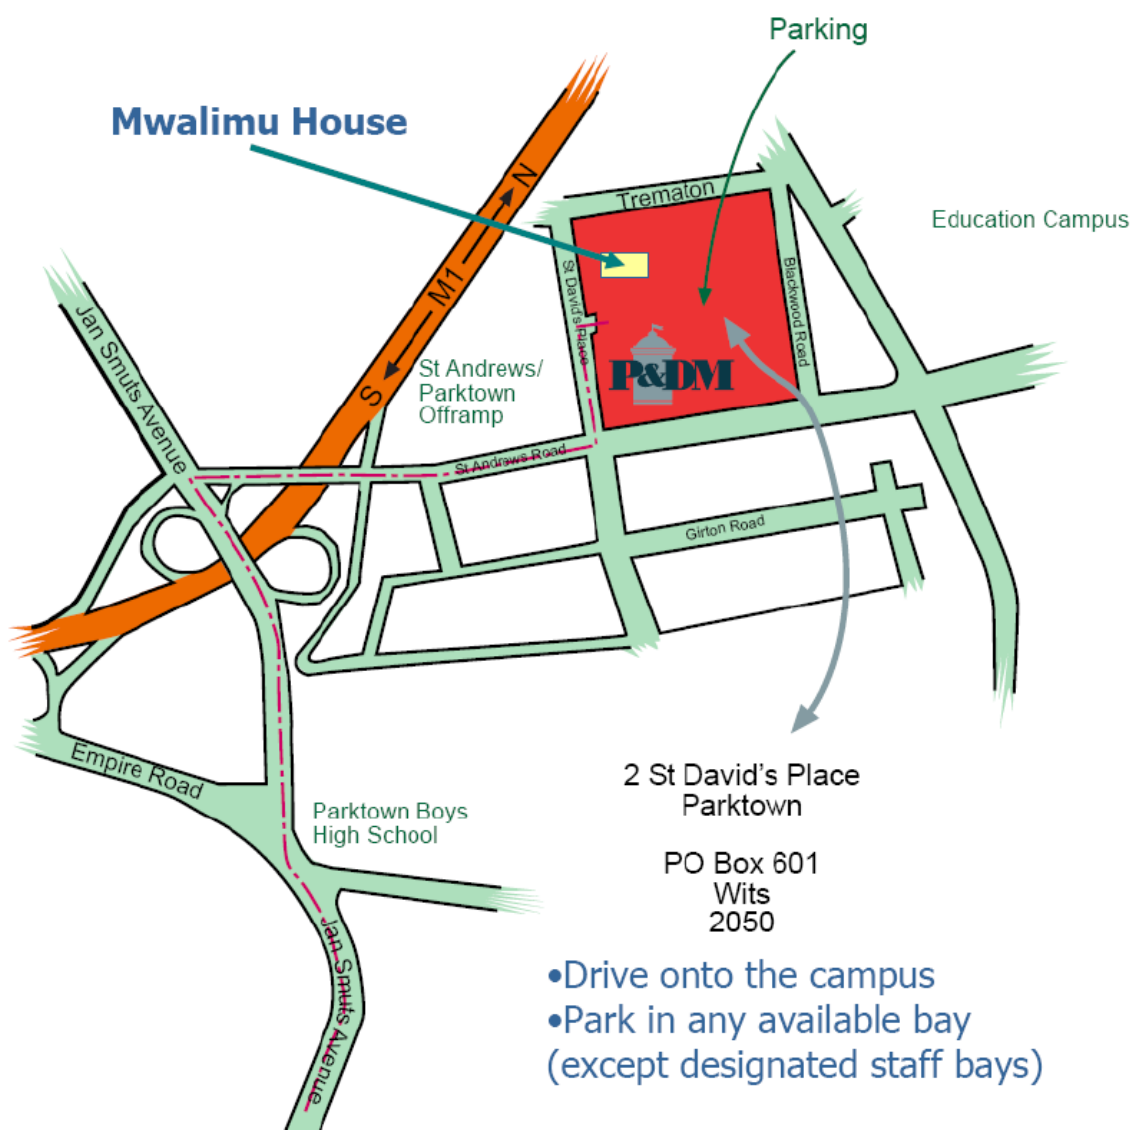 Parking
Mwalimu House
Trematon
N
Education Campus
M1
St David's Place
Blackwood Road
Jan Smuts Avenue
S
St Andrews/
Parktown
Offramp
P&DM
St Andrews Road
Girton Road
Empire Road
2 St David's Place
Parktown
Parktown Boys
High School
PO Box 601
Wits
2050
Jan Smuts Avenue
•Drive onto the campus
•Park in any available bay
(except designated staff bays)